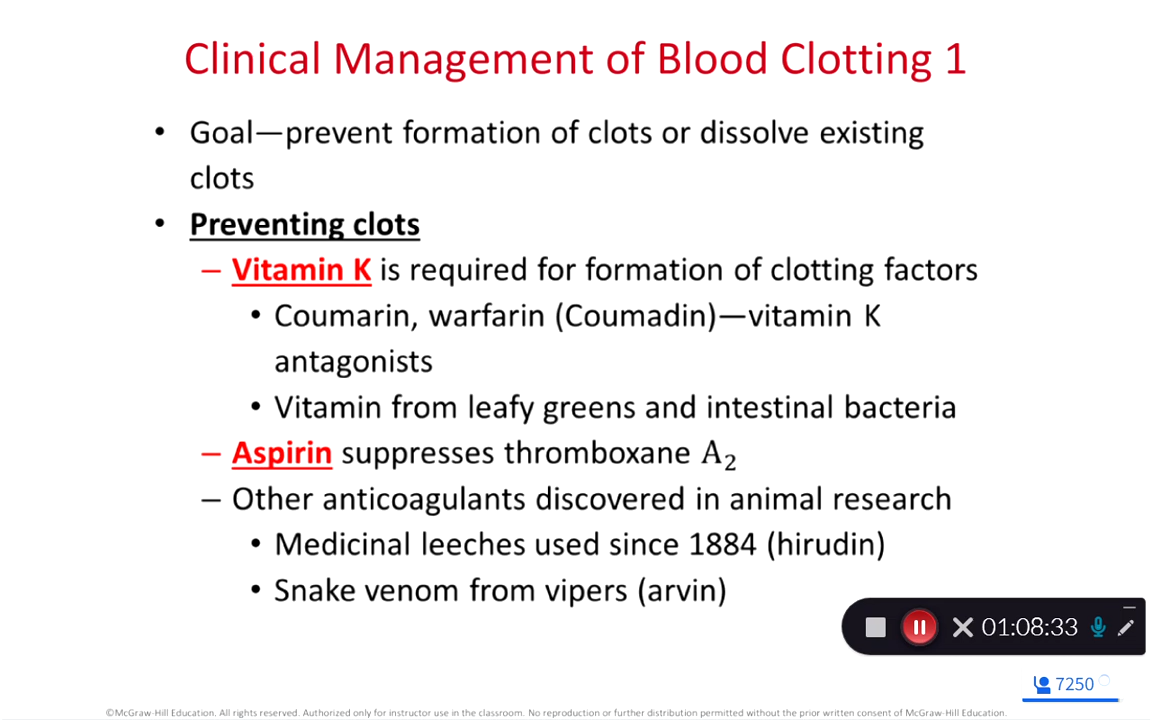 Clinical Management of Blood Clotting 1
• Goal—prevent formation of clots or dissolve existing
clots
• Preventing clots
– Vitamin K is required for formation of clotting factors
• Coumarin, warfarin (Coumadin)—vitamin K
antagonists
• Vitamin from leafy greens and intestinal bacteria
– Aspirin suppresses thromboxane A₂
– Other anticoagulants discovered in animal research
• Medicinal leeches used since 1884 (hirudin)
• Snake venom from vipers (arvin)
01:08:33
7250
©McGraw-Hill Education. All rights reserved. Authorized only for instructor use in the classroom. No reproduction or further distribution permitted without the prior written consent of McGraw-Hill Education.